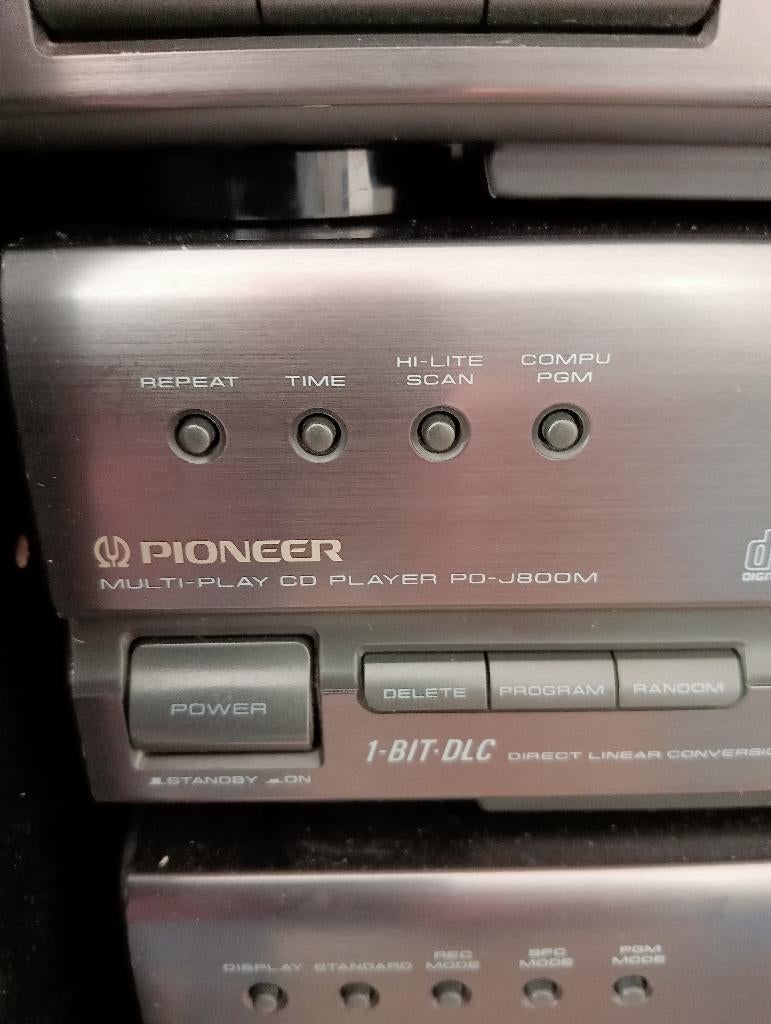 REPEAT
TIME
HI-LITE
SCAN
COMPU
PGM
PIONEER
MULTI-PLAY CD PLAYER PD-J800M
POWER
DELETE
PROGRAM
RANDOM
1-BIT·DLC DIRECT LINEAR
STANDBY ON
DISPLAY
STANDARD
REC
MODE
SFC
MODE
PGM
MODE